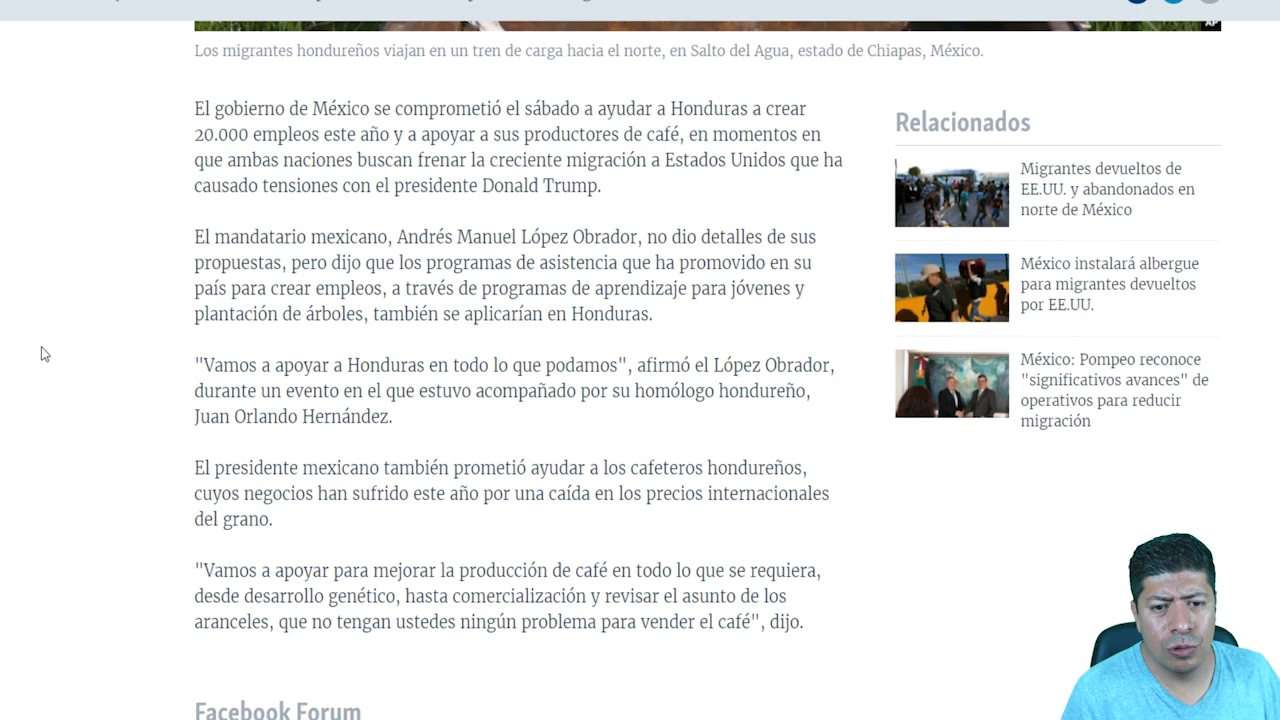 AP
Los migrantes hondureños viajan en un tren de carga hacia el norte, en Salto del Agua, estado de Chiapas, México.
El gobierno de México se comprometió el sábado a ayudar a Honduras a crear
20.000 empleos este año y a apoyar a sus productores de café, en momentos en
que ambas naciones buscan frenar la creciente migración a Estados Unidos que ha
causado tensiones con el presidente Donald Trump.
El mandatario mexicano, Andrés Manuel López Obrador, no dio detalles de sus
propuestas, pero dijo que los programas de asistencia que ha promovido en su
país para crear empleos, a través de programas de aprendizaje para jóvenes y
plantación de árboles, también se aplicarían en Honduras.
"Vamos a apoyar a Honduras en todo lo que podamos", afirmó el López Obrador,
durante un evento en el que estuvo acompañado por su homólogo hondureño,
Juan Orlando Hernández.
El presidente mexicano también prometió ayudar a los cafeteros hondureños,
cuyos negocios han sufrido este año por una caída en los precios internacionales
del grano.
"Vamos a apoyar para mejorar la producción de café en todo lo que se requiera,
desde desarrollo genético, hasta comercialización y revisar el asunto de los
aranceles, que no tengan ustedes ningún problema para vender el café", dijo.
Facebook Forum
Relacionados
Migrantes devueltos de
EE.UU. y abandonados en
norte de México
México instalará albergue
para migrantes devueltos
por EE.UU.
México: Pompeo reconoce
"significativos avances" de
operativos para reducir
migración